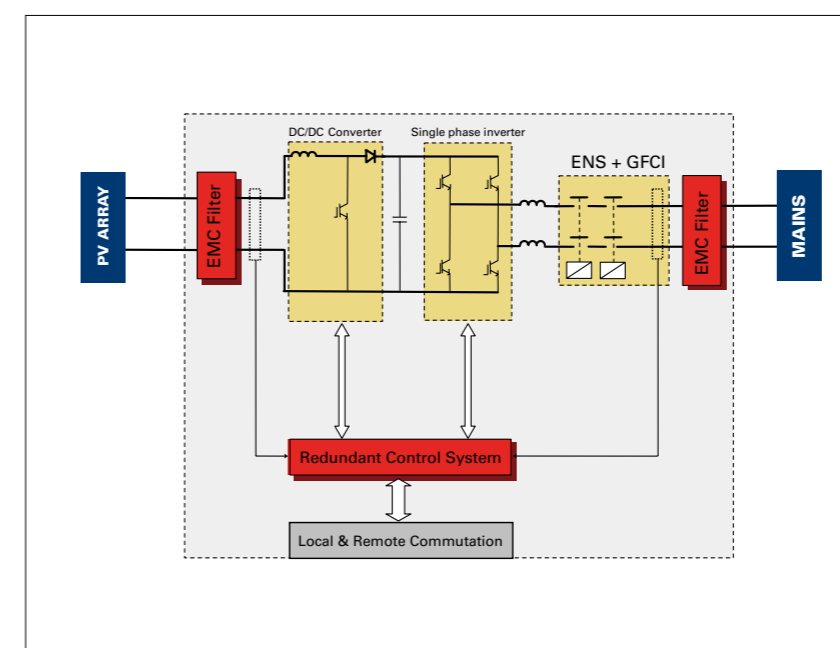 DC/DC Converter
Single phase inverter
ENS + GFCI
PV ARRAY
EMC Filter
EMC Filter
MAINS
Redundant Control System
Local & Remote Commutation